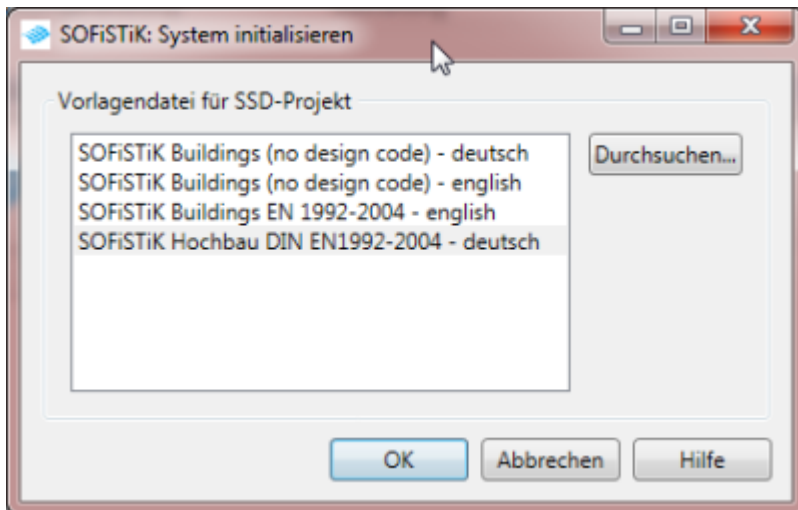 SOFiSTiK: System initialisieren
Vorlagendatei für SSD-Projekt
SOFiSTiK Buildings (no design code) - deutsch
SOFiSTiK Buildings (no design code) - english
SOFiSTiK Buildings EN 1992-2004 - english
SOFiSTiK Hochbau DIN EN1992-2004 - deutsch
Durchsuchen...
OK
Abbrechen
Hilfe